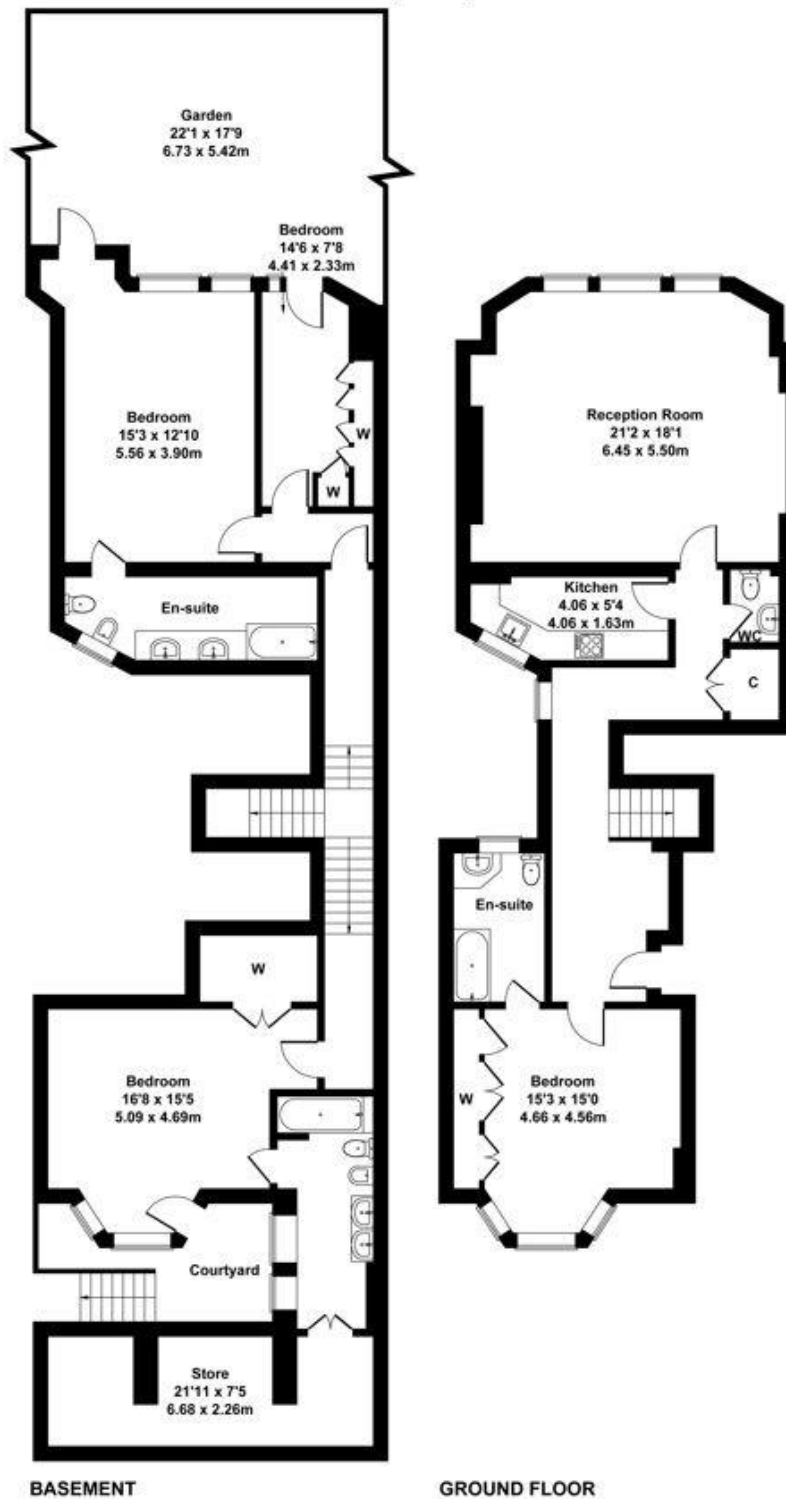 Garden
22'1 x 17'9
6.73 x 5.42m
Bedroom
14'6 x 7'8
4.41 x 2.33m
Bedroom
15'3 x 12'10
5.56 x 3.90m
W
W
En-suite
W
Bedroom
16'8 x 15'5
5.09 x 4.69m
Courtyard
Store
21'11 x 7'5
6.68 x 2.26m
BASEMENT
Reception Room
21'2 x 18'1
6.45 x 5.50m
Kitchen
4.06 x 5'4
4.06 x 1.63m
WC
C
En-suite
W
Bedroom
15'3 x 15'0
4.66 x 4.56m
GROUND FLOOR